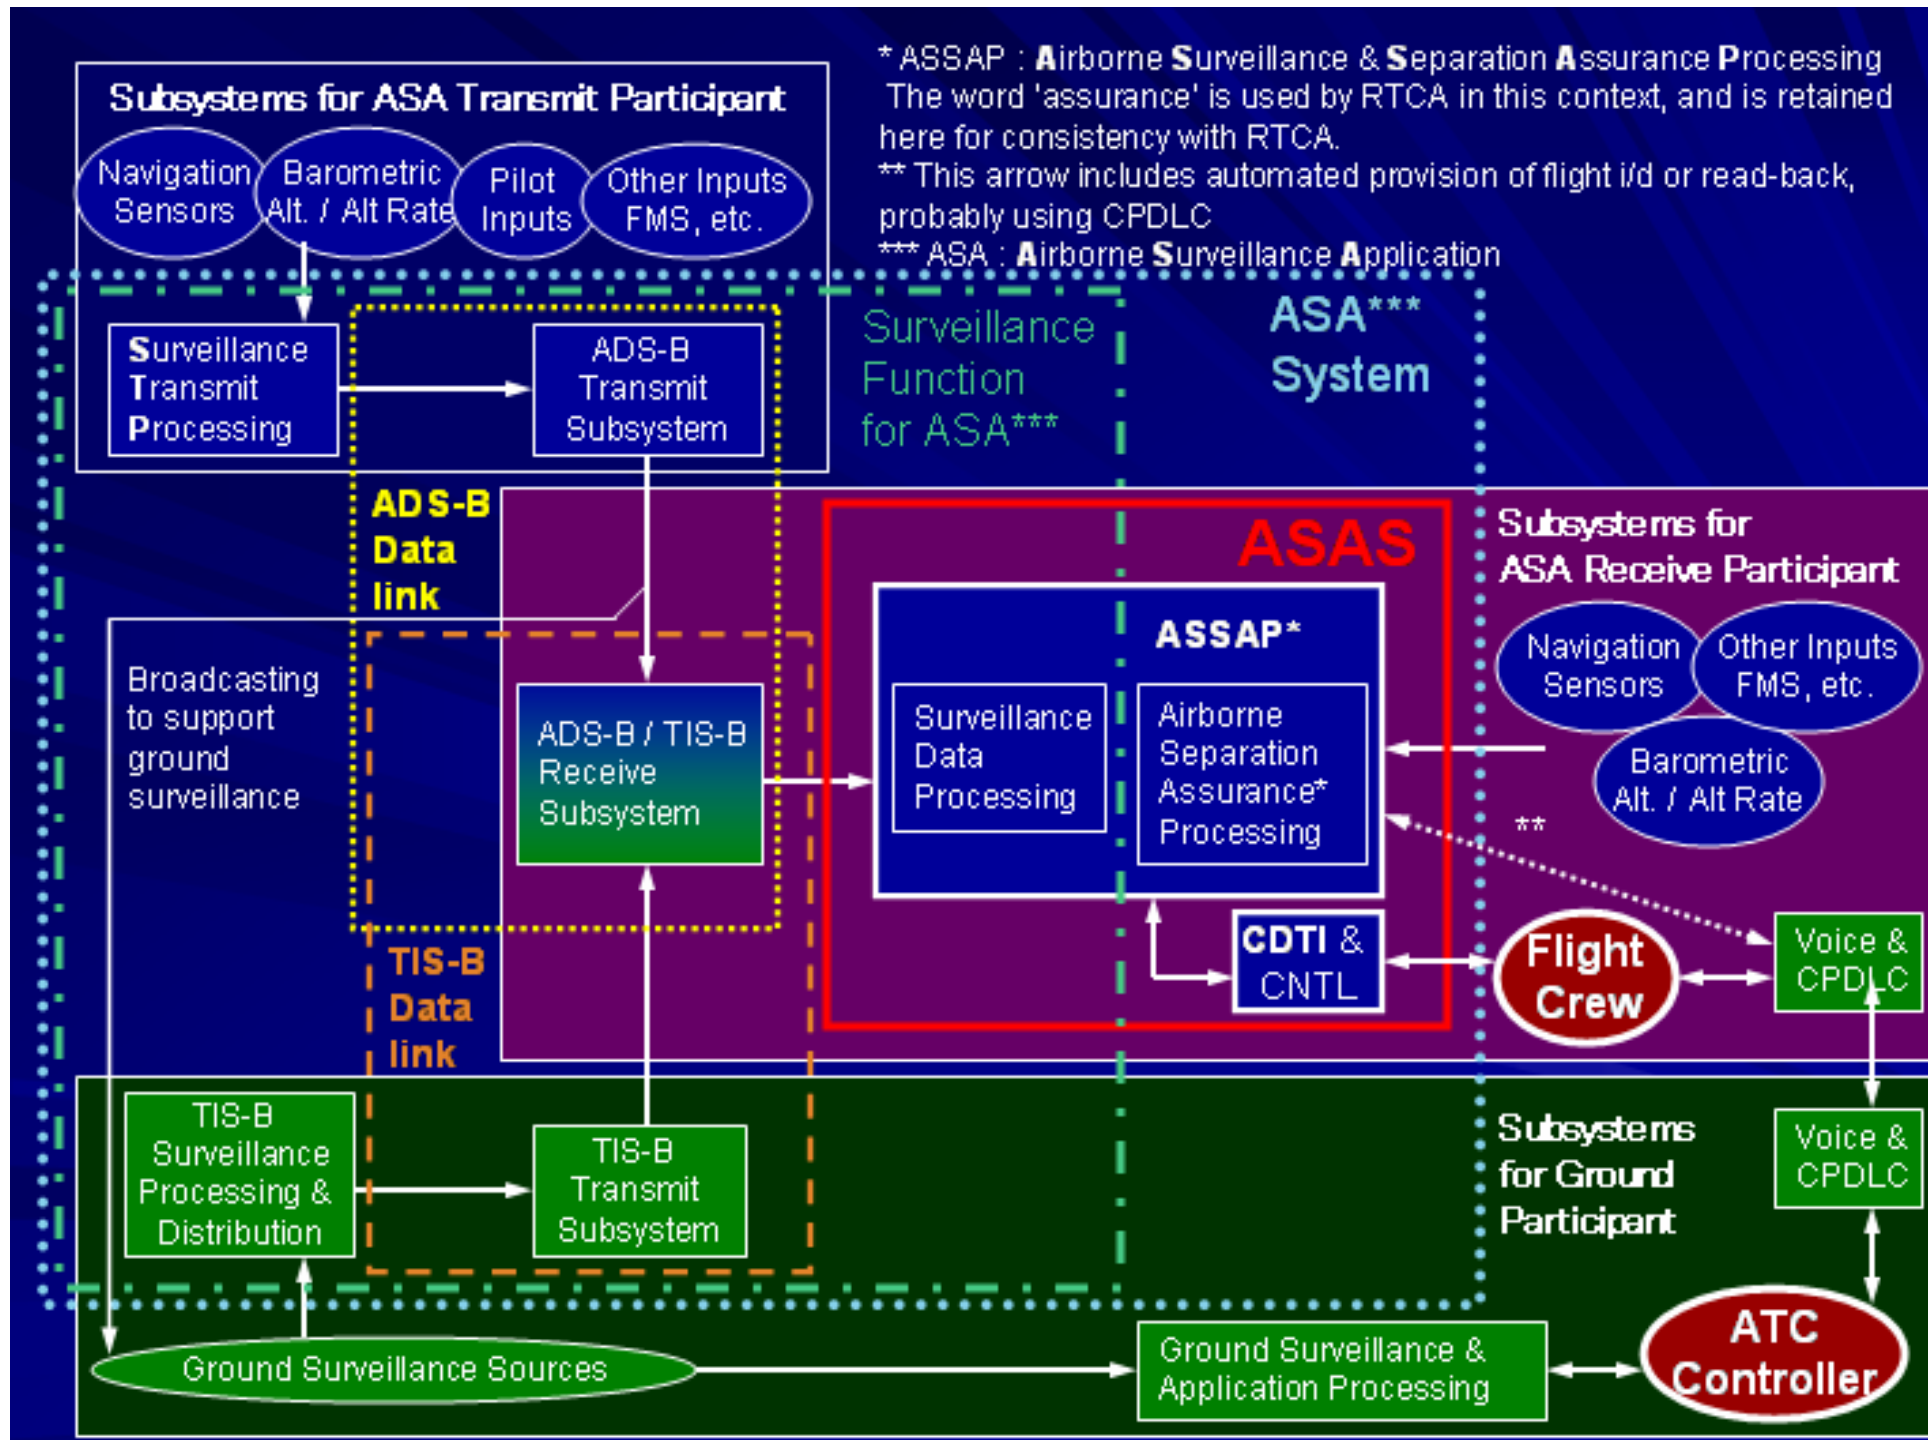 * ASSAP : Airborne Surveillance & Separation Assurance Processing
The word 'assurance' is used by RTCA in this context, and is retained
here for consistency with RTCA.
** This arrow includes automated provision of flight i/d or read-back,
probably using CPDLC
*** ASA : Airborne Surveillance Application
Subsystems for ASA Transmit Participant
Navigation
Sensors
Barometric
Alt. / Alt Rate
Pilot
Inputs
Other Inputs
FMS, etc.
Surveillance
Transmit
Processing
ADS-B
Transmit
Subsystem
Surveillance
Function
for ASA***
ASA***
System
ADS-B
Data
link
ASAS
Subsystems for
ASA Receive Participant
Navigation
Sensors
Other Inputs
FMS, etc.
Barometric
Alt. / Alt Rate
Broadcasting
to support
ground
surveillance
ADS-B / TIS-B
Receive
Subsystem
ASSAP*
Surveillance
Data
Processing
Airborne
Separation
Assurance*
Processing
**
CDTI &
CNTL
Flight
Crew
Voice &
CPDLC
TIS-B
Data
link
TIS-B
Surveillance
Processing &
Distribution
TIS-B
Transmit
Subsystem
Subsystems
for Ground
Participant
Voice &
CPDLC
Ground Surveillance Sources
Ground Surveillance &
Application Processing
ATC
Controller